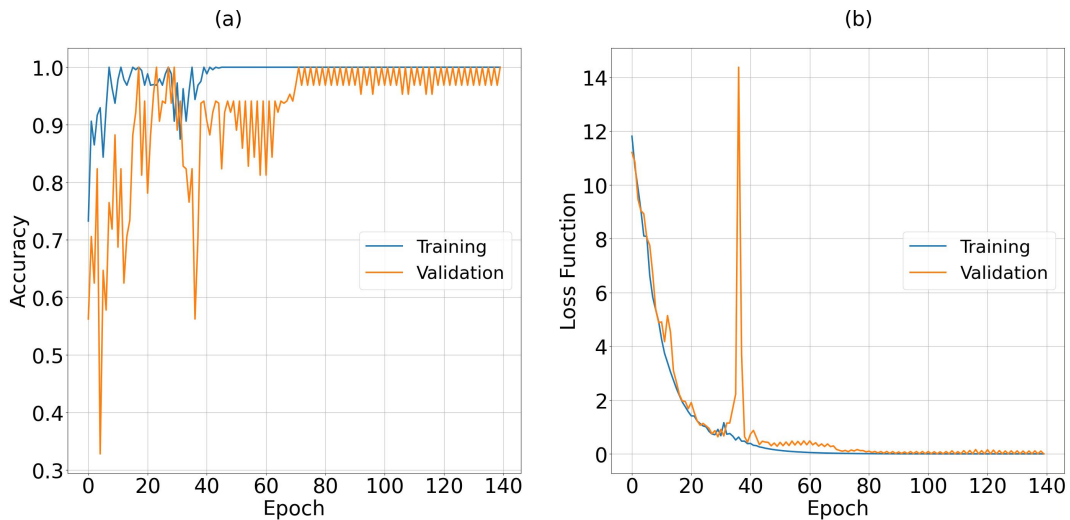 (a)
1.0
0.9
0.8
0.7
0.6
0.5
0.4
0.3
Accuracy
0 20 40 60 80 100 120 140
Epoch
Training
Validation
(b)
14
12
10
8
6
4
2
0
Loss Function
0 20 40 60 80 100 120 140
Epoch
Training
Validation